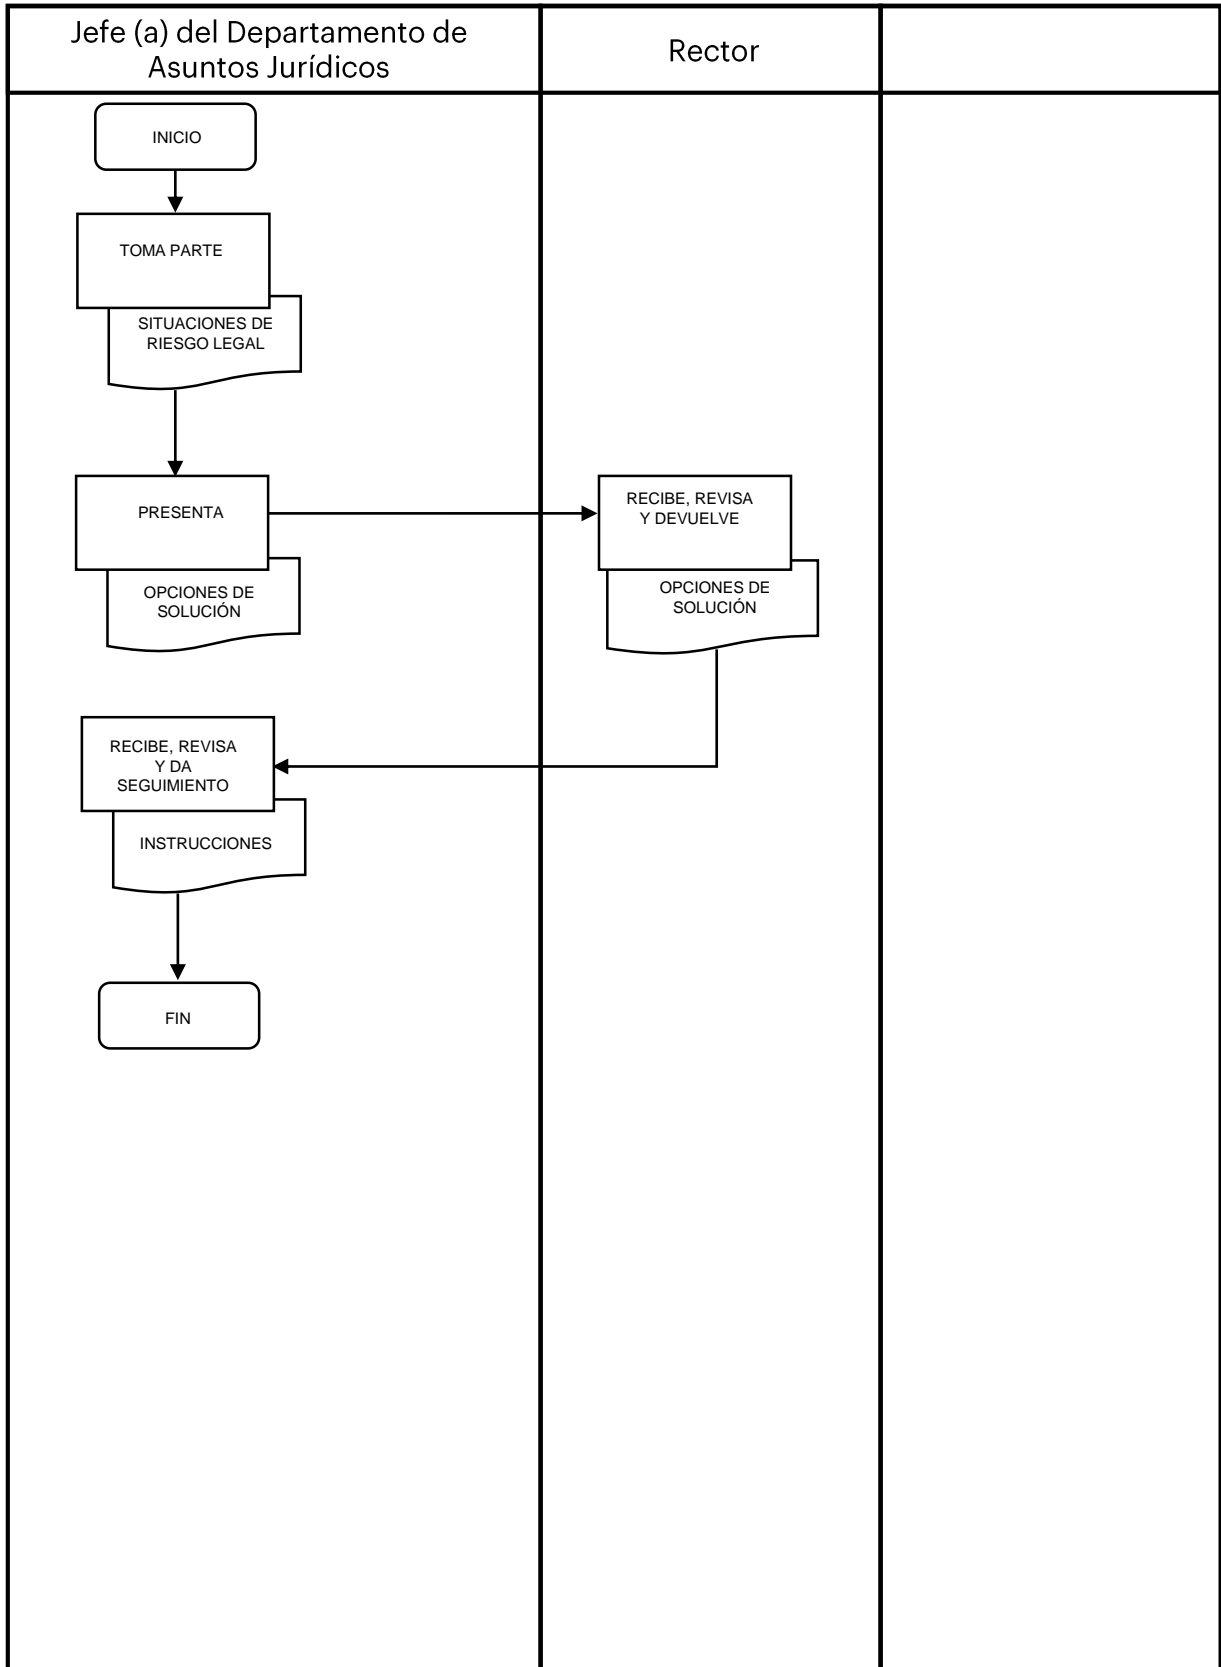 Jefe (a) del Departamento de
Asuntos Jurídicos
Rector
INICIO
TOMA PARTE
SITUACIONES DE
RIESGO LEGAL
PRESENTA
OPCIONES DE
SOLUCIÓN
RECIBE, REVISA
Y DEVUELVE
OPCIONES DE
SOLUCIÓN
RECIBE, REVISA
Y DA
SEGUIMIENTO
INSTRUCCIONES
FIN